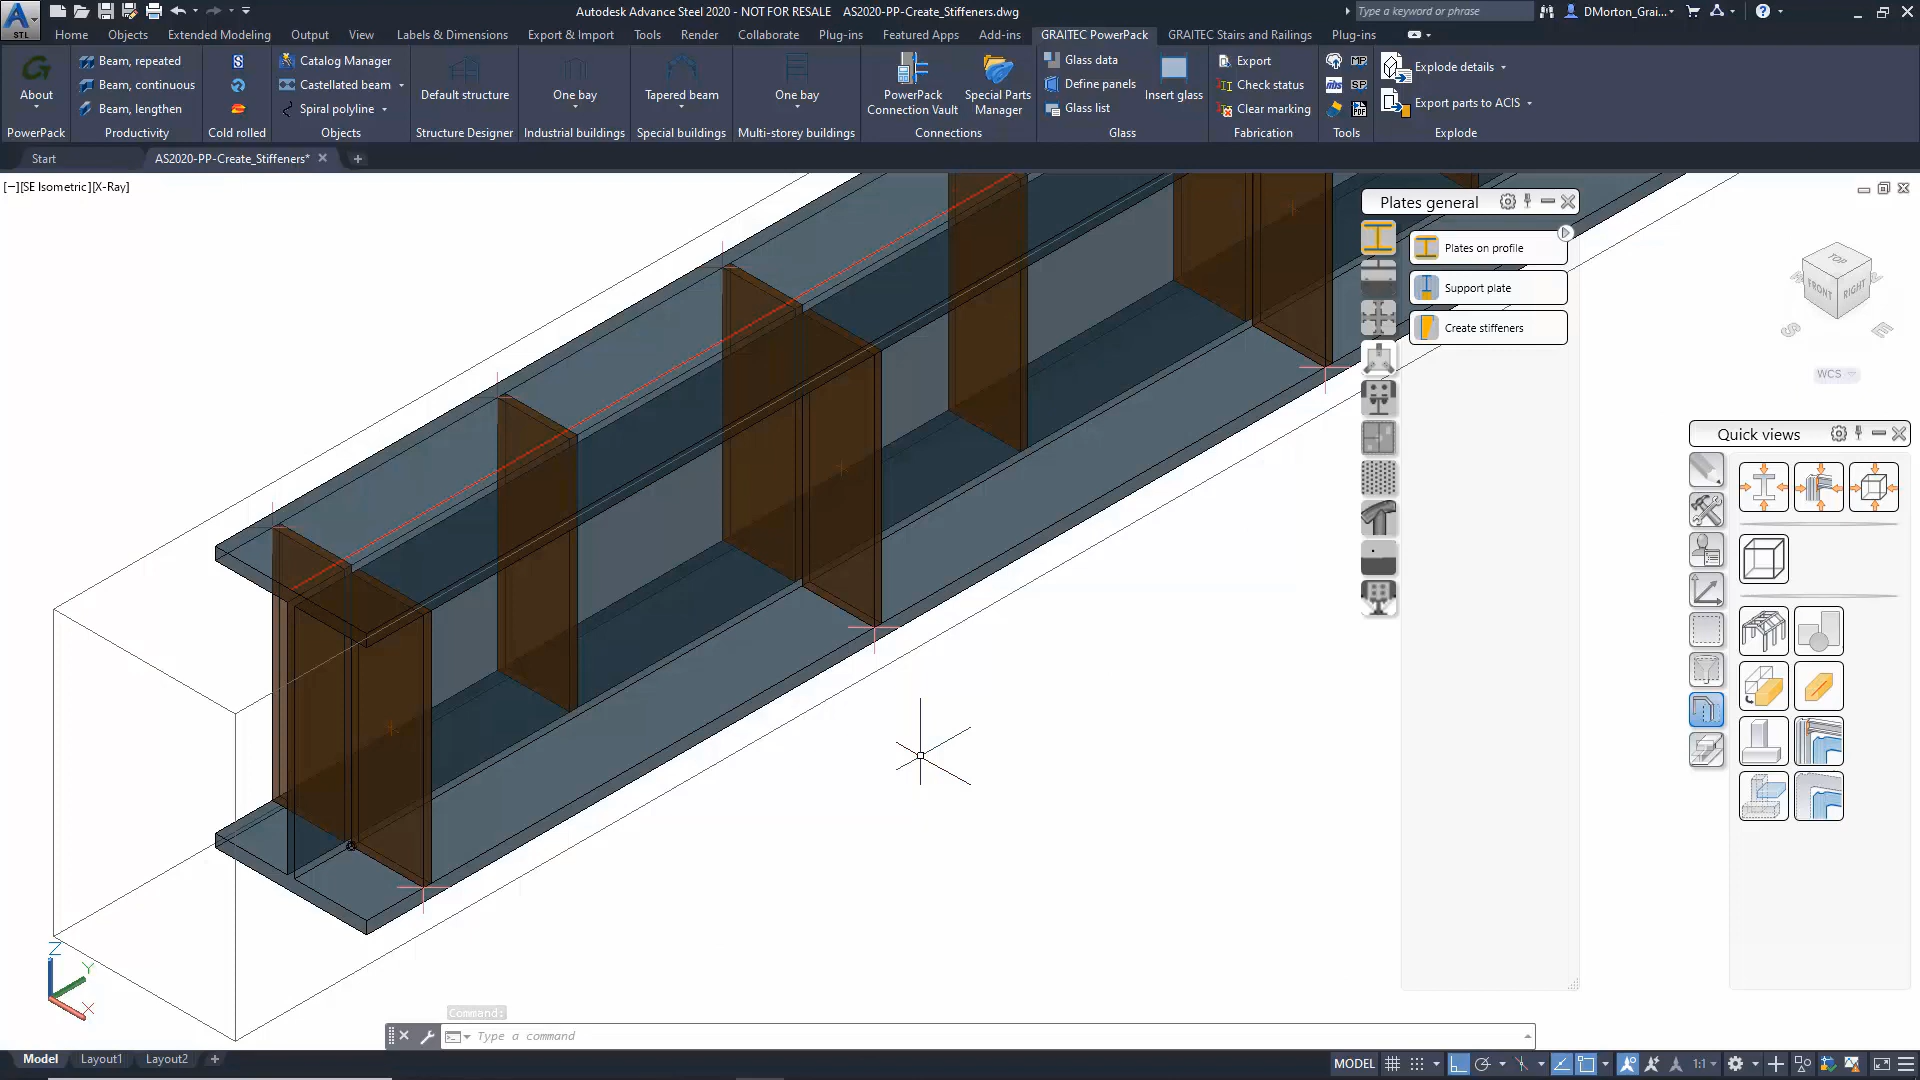 Autodesk Advance Steel 2020 - NOT FOR RESALE    AS2020-PP-Create_Stiffeners.dwg
Type a keyword or phrase
DMorton_Grai...
STL
Home
Objects
Extended Modeling
Output
View
Labels & Dimensions
Export & Import
Tools
Render
Collaborate
Plug-ins
Featured Apps
Add-ins
GRAITEC PowerPack
GRAITEC Stairs and Railings
Plug-ins
About
PowerPack
Beam, repeated
Beam, continuous
Beam, lengthen
Productivity
Cold rolled
Catalog Manager
Castellated beam
Spiral polyline
Objects
Default structure
Structure Designer
One bay
Industrial buildings
Tapered beam
Special buildings
One bay
Multi-storey buildings
PowerPack
Connection Vault
Special Parts
Manager
Connections
Glass data
Define panels
Glass list
Insert glass
Glass
Export
Check status
Clear marking
Fabrication
Tools
Explode details
Export parts to ACIS
Explode
Start
AS2020-PP-Create_Stiffeners*
[−][SE Isometric][X-Ray]
Plates general
Plates on profile
Support plate
Create stiffeners
TOP
FRONT
RIGHT
S
E
WCS
Quick views
Z
Y
X
Command:
Type a command
Model
Layout1
Layout2
MODEL
1:1